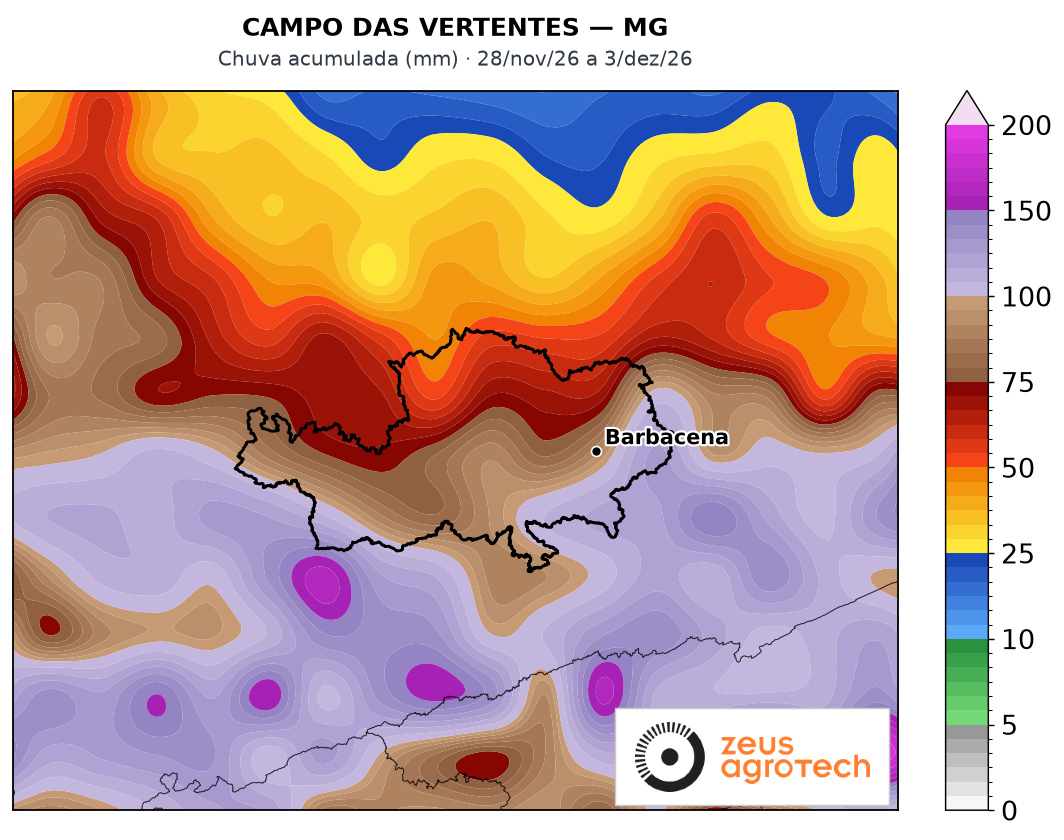 CAMPO DAS VERTENTES — MG
Chuva acumulada (mm) · 28/nov/26 a 3/dez/26
200
150
100
75
50
25
10
5
0
Barbacena
zeus
agrotech